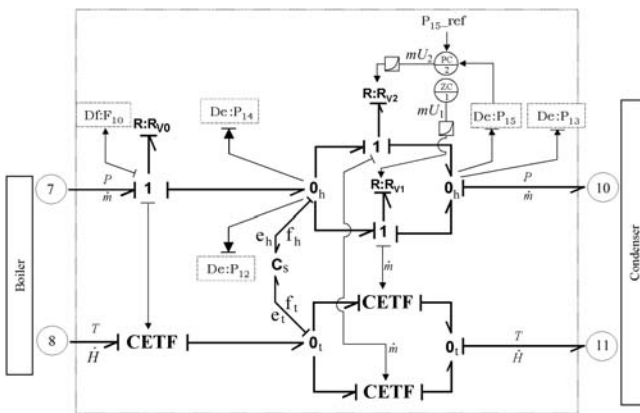 P15_ref
mU2 PC 2
ZC 1
R:RV2 mU1
Df:F10 R:RV0 De:P14 De:P15 De:P13
1
R:RV1
7 P ṁ 1 0h 0h P ṁ 10
1
De:P12 eh fh ṁ
Cs
et ft CETF
Boiler Condenser
8 T Ḣ CETF 0t 0t T Ḣ 11
ṁ
CETF